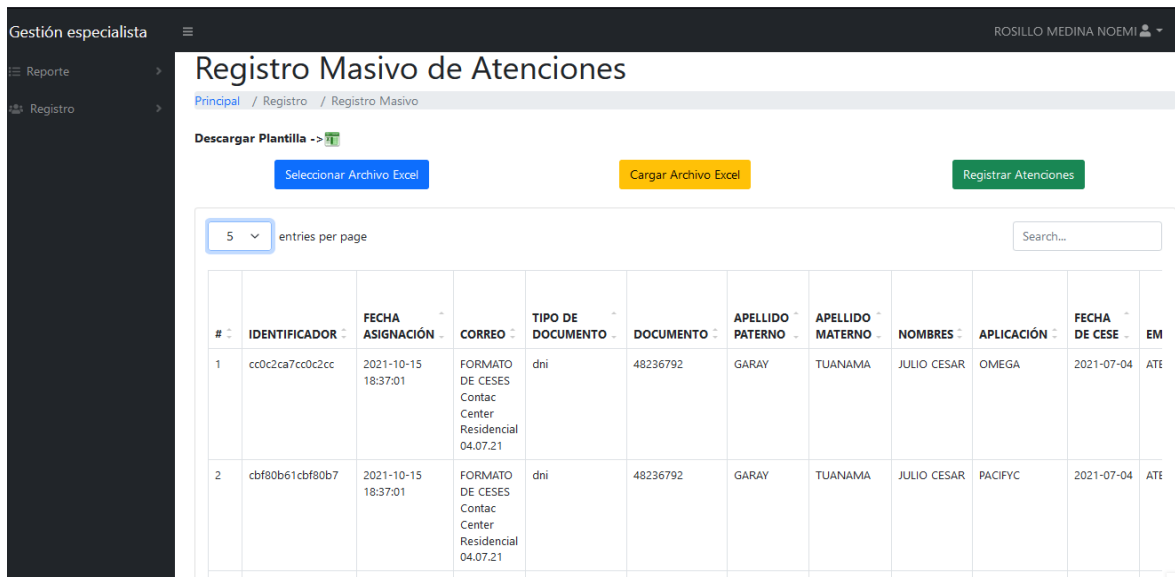 Gestión especialista
ROSILLO MEDINA NOEMI
Reporte
Registro
Registro Masivo de Atenciones
Principal / Registro / Registro Masivo
Descargar Plantilla ->
Seleccionar Archivo Excel
Cargar Archivo Excel
Registrar Atenciones
5 entries per page
Search...
# IDENTIFICADOR FECHA ASIGNACIÓN CORREO TIPO DE DOCUMENTO DOCUMENTO APELLIDO PATERNO APELLIDO MATERNO NOMBRES APLICACIÓN FECHA DE CESE EM
1 cc0c2ca7cc0c2cc 2021-10-15 18:37:01 FORMATO DE CESES Contac Center Residencial 04.07.21 dni 48236792 GARAY TUANAMA JULIO CESAR OMEGA 2021-07-04 ATE
2 cbf80b61cbf80b7 2021-10-15 18:37:01 FORMATO DE CESES Contac Center Residencial 04.07.21 dni 48236792 GARAY TUANAMA JULIO CESAR PACIFYC 2021-07-04 ATE